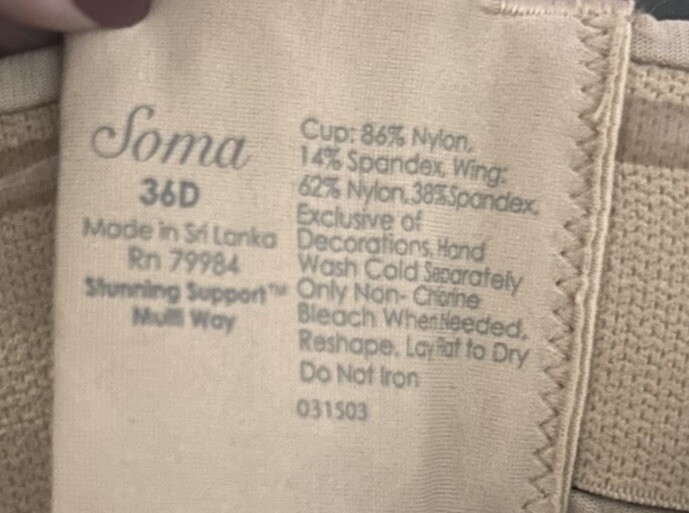 Soma
36D
Made in Sri Lanka
Rn 79984
Stunning Support™
Multi Way
Cup: 86% Nylon,
14% Spandex, Wing:
62% Nylon, 38%Spandex,
Exclusive of
Decorations, Hand
Wash Cold Separately
Only Non- Chlorine
Bleach When Needed,
Reshape, Lay Flat to Dry
Do Not Iron
031503